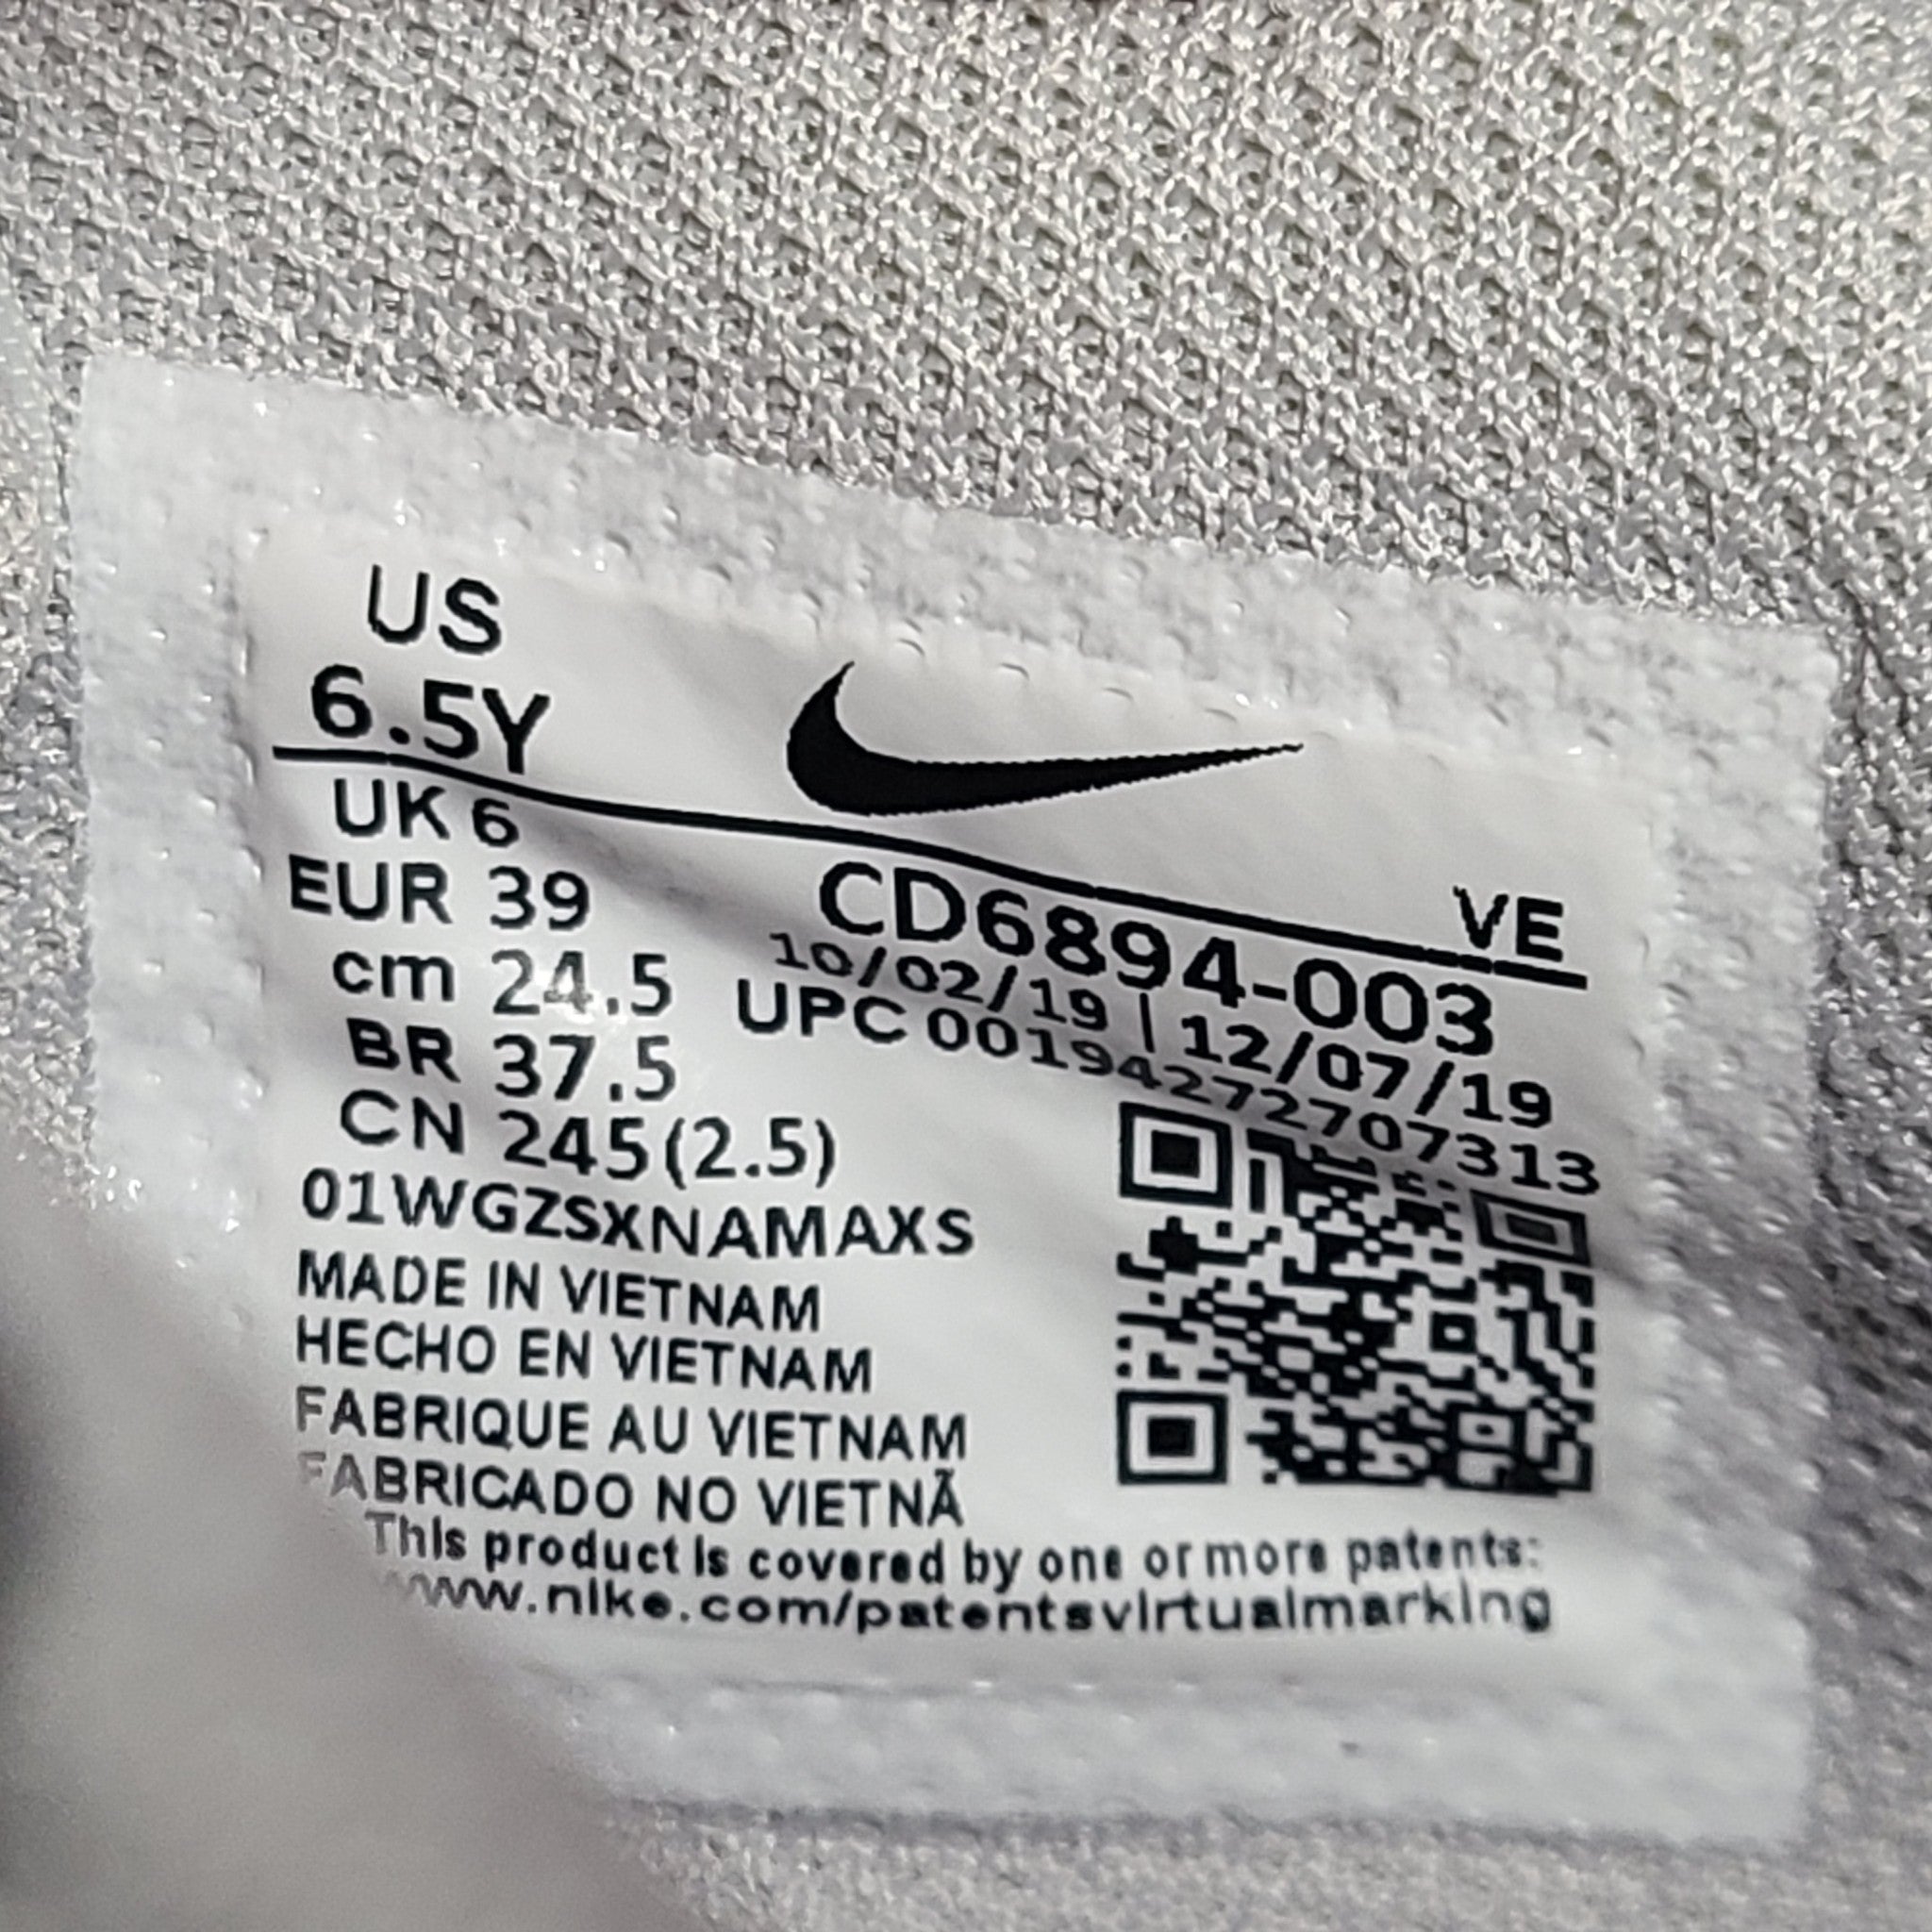 US
6.5Y
VE
UK 6
EUR 39
cm 24.5
BR 37.5
CN 245(2.5)
CD6894-003
10/02/19 | 12/07/19
UPC 00194272707313
01WGZSXNAMAXS
MADE IN VIETNAM
HECHO EN VIETNAM
FABRIQUE AU VIETNAM
FABRICADO NO VIETNÃ
This product is covered by one or more patents:
www.nike.com/patentsvirtualmarking